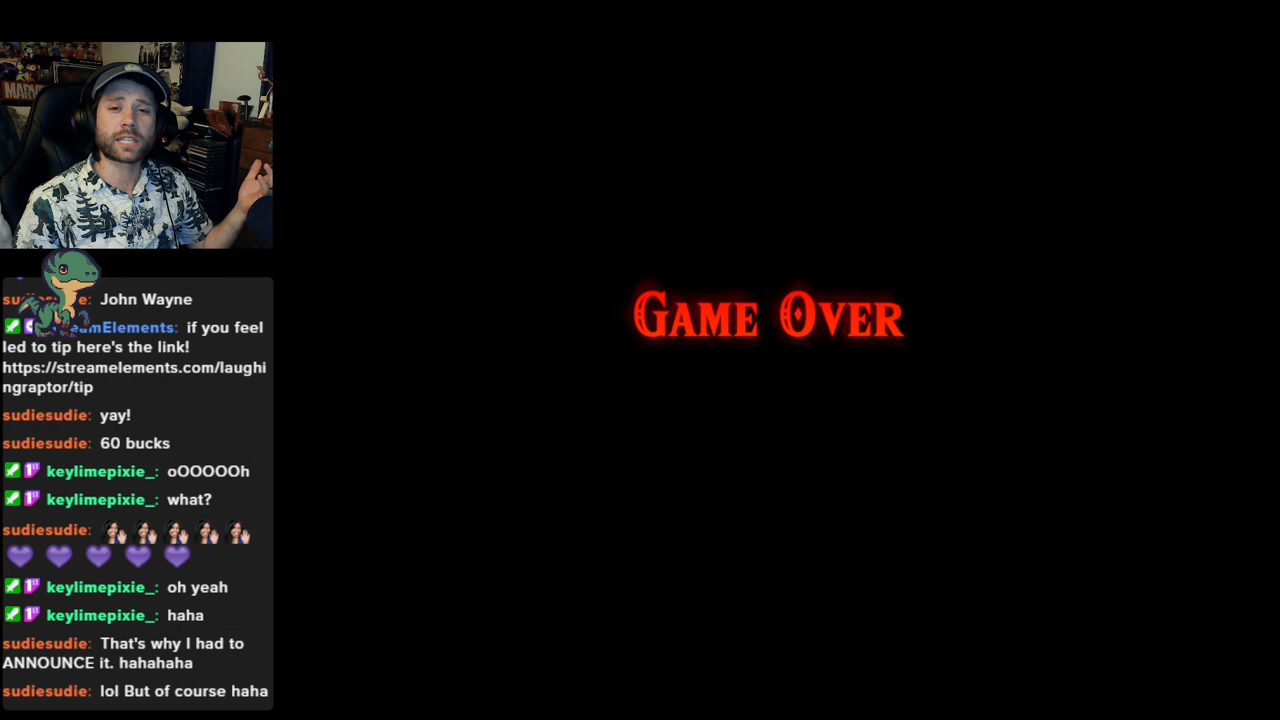 MARV
John Wayne
amElements: if you feel
led to tip here's the link!
https://streamelements.com/laughi
ngraptor/tip
sudiesudie: yay!
sudiesudie: 60 bucks
keylimepixie_: oOOOOOh
keylimepixie_: what?
sudiesudie:
keylimepixie_: oh yeah
keylimepixie_: haha
sudiesudie: That's why I had to
ANNOUNCE it. hahahaha
sudiesudie: lol But of course haha
Game Over